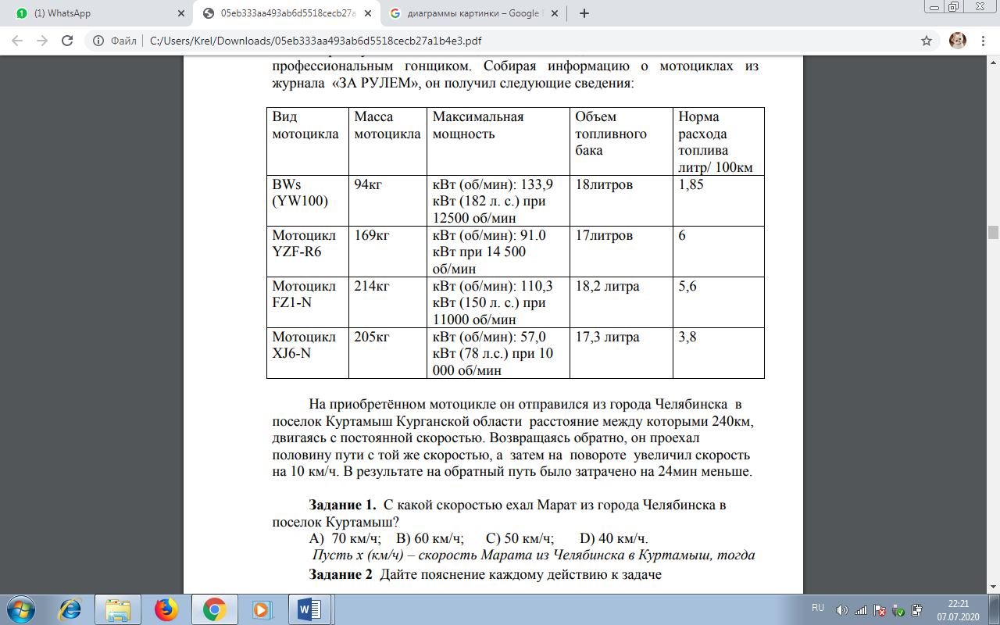 (1) WhatsApp
05eb333aa493ab6d5518cecb27a
диаграммы картинки – Google
Файл
C:/Users/Krel/Downloads/05eb333aa493ab6d5518cecb27a1b4e3.pdf
профессиональным гонщиком. Собирая информацию о мотоциклах из
журнала «ЗА РУЛЕМ», он получил следующие сведения:
Вид
мотоцикла
Масса
мотоцикла
Максимальная
мощность
Объем
топливного
бака
Норма
расхода
топлива
литр/ 100км
BWs
(YW100)
94кг
кВт (об/мин): 133,9
кВт (182 л. с.) при
12500 об/мин
18литров
1,85
Мотоцикл
YZF-R6
169кг
кВт (об/мин): 91.0
кВт при 14 500
об/мин
17литров
6
Мотоцикл
FZ1-N
214кг
кВт (об/мин): 110,3
кВт (150 л. с.) при
11000 об/мин
18,2 литра
5,6
Мотоцикл
XJ6-N
205кг
кВт (об/мин): 57,0
кВт (78 л.с.) при 10
000 об/мин
17,3 литра
3,8
На приобретённом мотоцикле он отправился из города Челябинска в
поселок Куртамыш Курганской области расстояние между которыми 240км,
двигаясь с постоянной скоростью. Возвращаясь обратно, он проехал
половину пути с той же скоростью, а затем на повороте увеличил скорость
на 10 км/ч. В результате на обратный путь было затрачено на 24мин меньше.
Задание 1. С какой скоростью ехал Марат из города Челябинска в
поселок Куртамыш?
A) 70 км/ч; B) 60 км/ч; C) 50 км/ч; D) 40 км/ч.
Пусть х (км/ч) – скорость Марата из Челябинска в Куртамыш, тогда
Задание 2 Дайте пояснение каждому действию к задаче
RU
22:21
07.07.2020